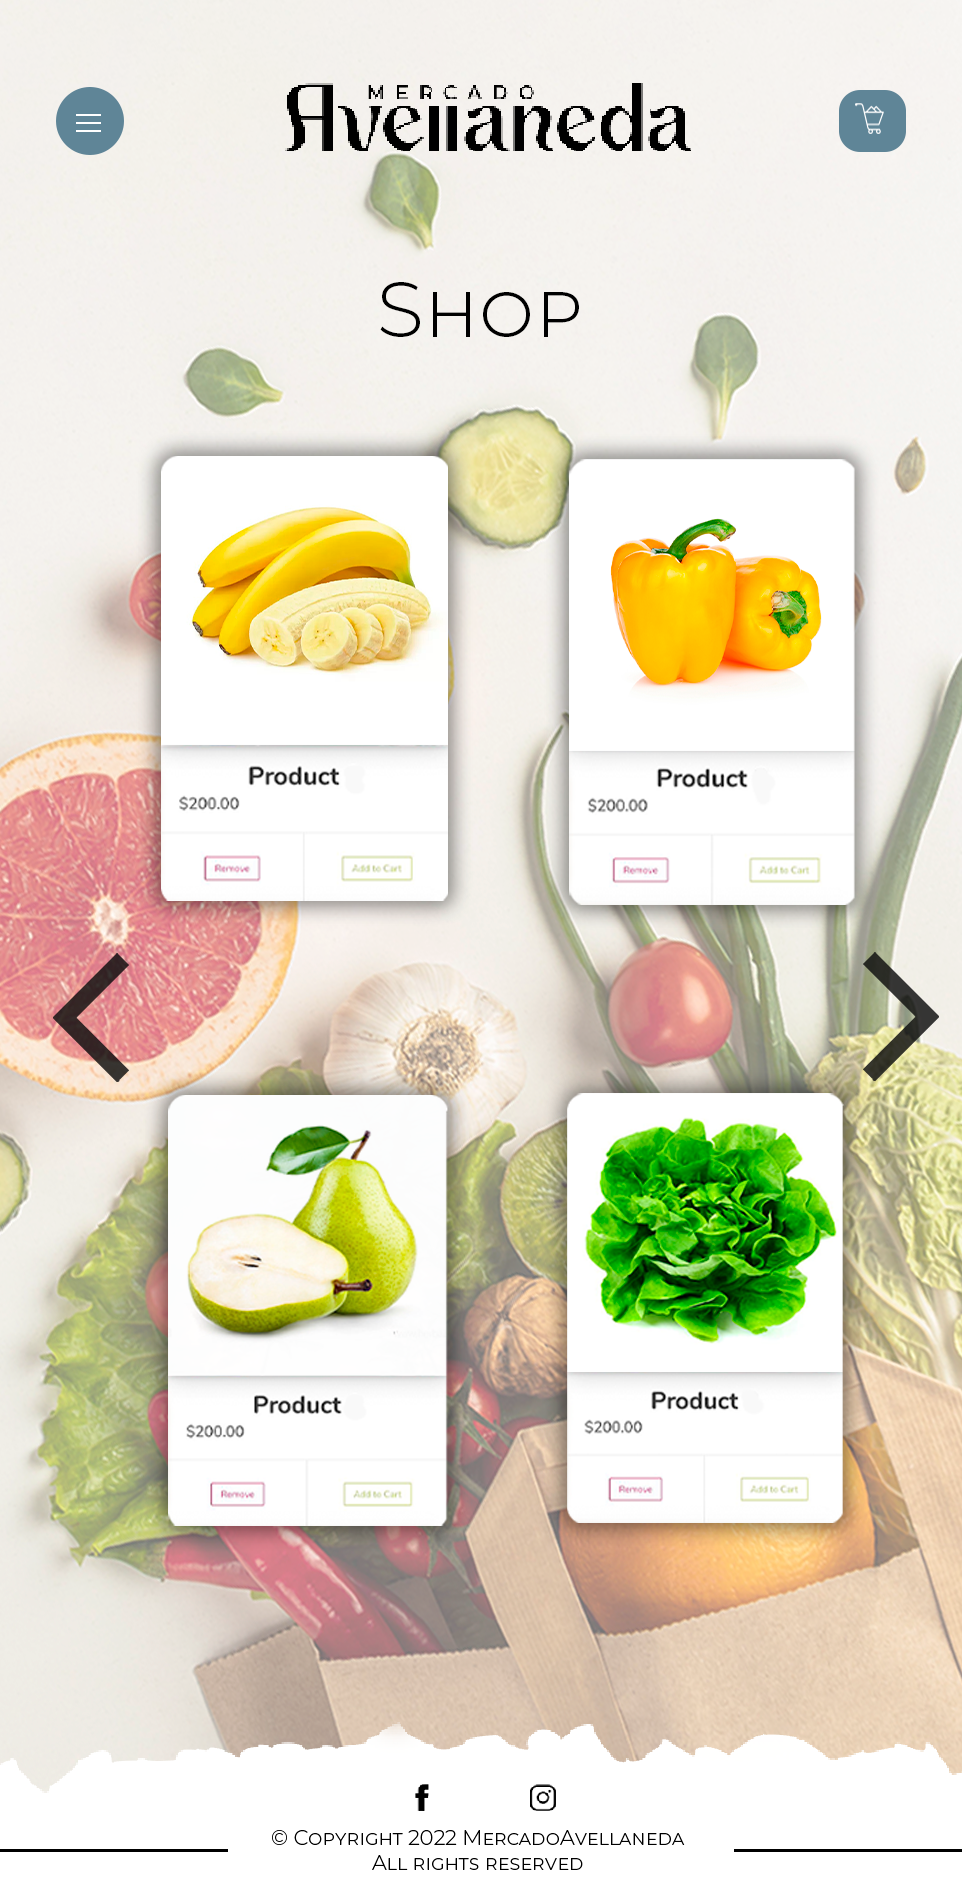 MERCADO
Avellaneda
Shop
Product
$200.00
Remove
Add to Cart
Product
$200.00
Remove
Add to Cart
Product
$200.00
Remove
Add to Cart
Product
$200.00
Remove
Add to Cart
© Copyright 2022 MercadoAvellaneda
All rights reserved